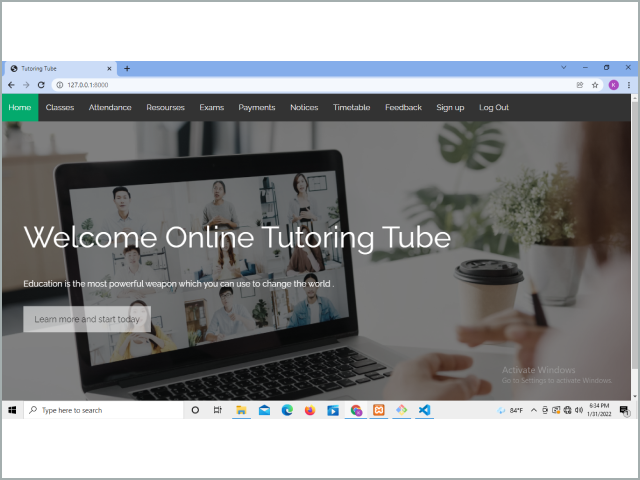 Tutoring Tube
127.0.0.1:8000
K
Home Classes Attendance Resourses Exams Payments Notices Timetable Feedback Sign up Log Out
Welcome Online Tutoring Tube
Education is the most powerful weapon which you can use to change the world .
Learn more and start today
Activate Windows
Go to Settings to activate Windows.
Type here to search
84°F
6:34 PM
1/31/2022